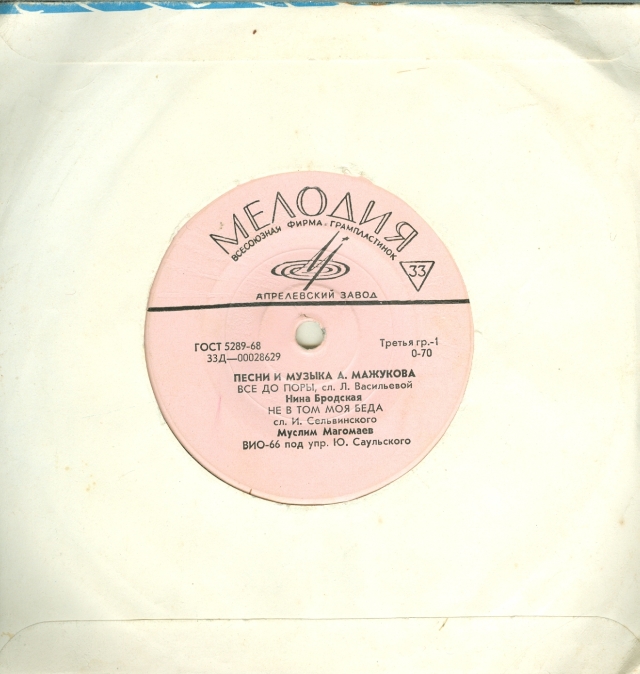 МЕЛОДИЯ
ВСЕСОЮЗНАЯ ФИРМА ГРАМПЛАСТИНОК
33
АПРЕЛЕВСКИЙ ЗАВОД
ГОСТ 5289-68
Третья гр.-1
33Д—00028629
0-70
ПЕСНИ И МУЗЫКА А. МАЖУКОВА
ВСЕ ДО ПОРЫ, сл. Л. Васильевой
Нина Бродская
НЕ В ТОМ МОЯ БЕДА
сл. И. Сельвинского
Муслим Магомаев
ВИО-66 под упр. Ю. Саульского